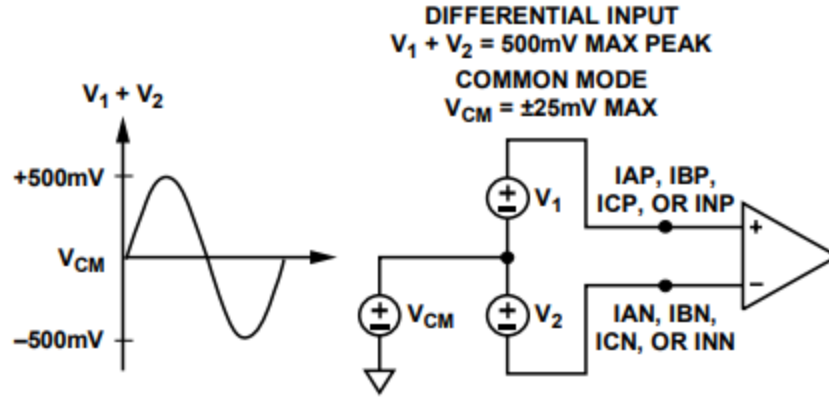 DIFFERENTIAL INPUT
V1 + V2 = 500mV MAX PEAK
COMMON MODE
VCM = ±25mV MAX
V1 + V2
+500mV
VCM
–500mV
+
–
V1
IAP, IBP,
ICP, OR INP
+
–
VCM
+
–
V2
+
–
IAN, IBN,
ICN, OR INN